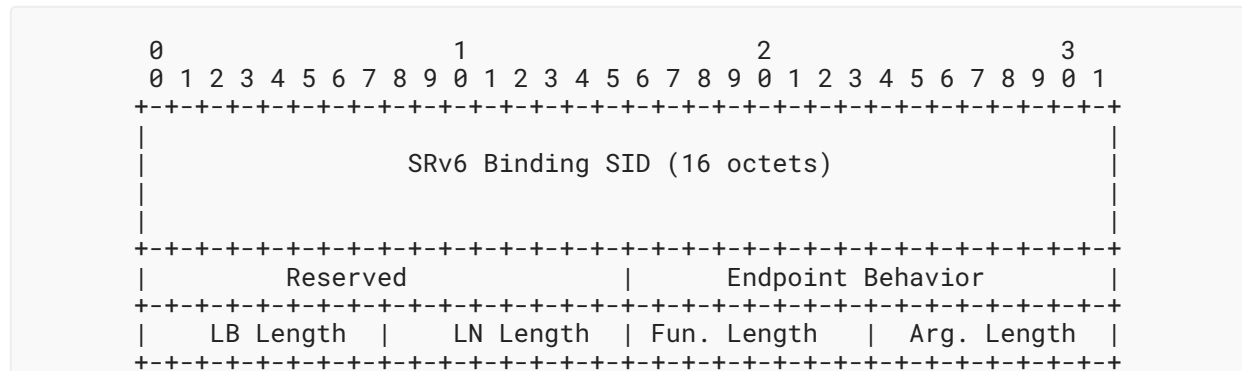 0                   1                   2                   3
 0 1 2 3 4 5 6 7 8 9 0 1 2 3 4 5 6 7 8 9 0 1 2 3 4 5 6 7 8 9 0 1
+-+-+-+-+-+-+-+-+-+-+-+-+-+-+-+-+-+-+-+-+-+-+-+-+-+-+-+-+-+-+-+-+
|                                                               |
|                 SRv6 Binding SID (16 octets)                  |
|                                                               |
|                                                               |
+-+-+-+-+-+-+-+-+-+-+-+-+-+-+-+-+-+-+-+-+-+-+-+-+-+-+-+-+-+-+-+-+
|         Reserved              |      Endpoint Behavior        |
+-+-+-+-+-+-+-+-+-+-+-+-+-+-+-+-+-+-+-+-+-+-+-+-+-+-+-+-+-+-+-+-+
|    LB Length  |    LN Length  | Fun. Length   |  Arg. Length  |
+-+-+-+-+-+-+-+-+-+-+-+-+-+-+-+-+-+-+-+-+-+-+-+-+-+-+-+-+-+-+-+-+